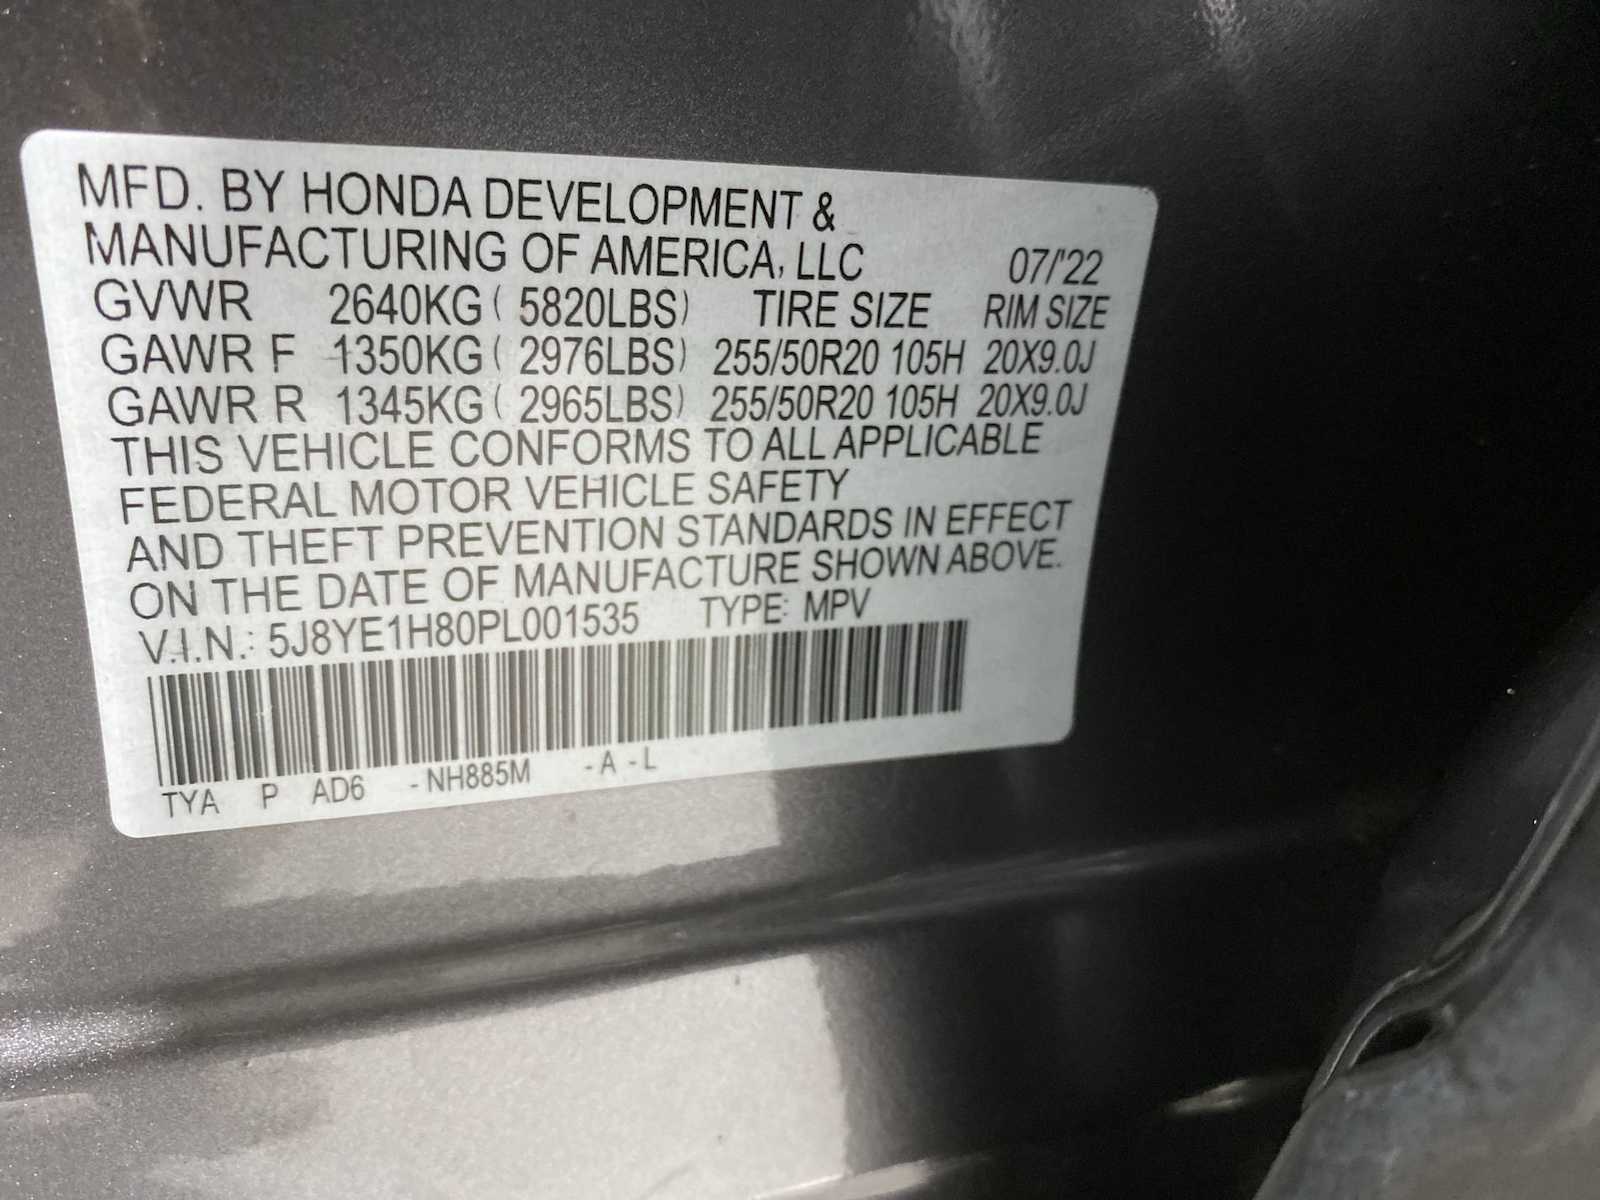 MFD. BY HONDA DEVELOPMENT &
MANUFACTURING OF AMERICA, LLC 07/'22
GVWR 2640KG ( 5820LBS) TIRE SIZE RIM SIZE
GAWR F 1350KG ( 2976LBS) 255/50R20 105H 20X9.0J
GAWR R 1345KG ( 2965LBS) 255/50R20 105H 20X9.0J
THIS VEHICLE CONFORMS TO ALL APPLICABLE
FEDERAL MOTOR VEHICLE SAFETY
AND THEFT PREVENTION STANDARDS IN EFFECT
ON THE DATE OF MANUFACTURE SHOWN ABOVE.
V.I.N.: 5J8YE1H80PL001535 TYPE: MPV
TYA P AD6 -NH885M -A -L